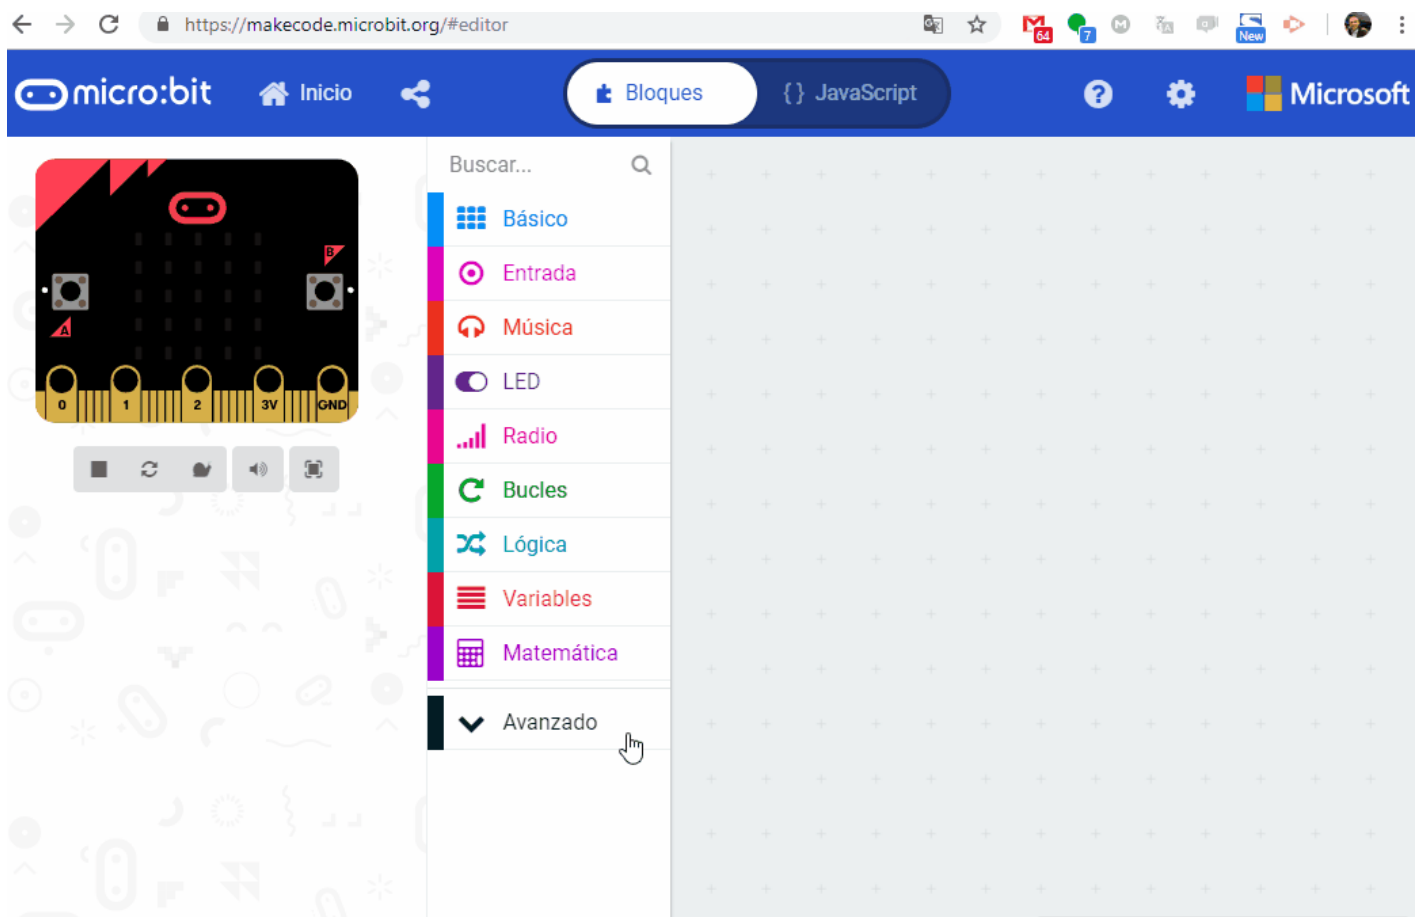 https://makecode.microbit.org/#editor
64
7
M
New
micro:bit
Inicio
Bloques
{ } JavaScript
?
Microsoft
Buscar...
Básico
Entrada
Música
LED
Radio
Bucles
Lógica
Variables
Matemática
Avanzado
B
A
0 1 2 3V GND